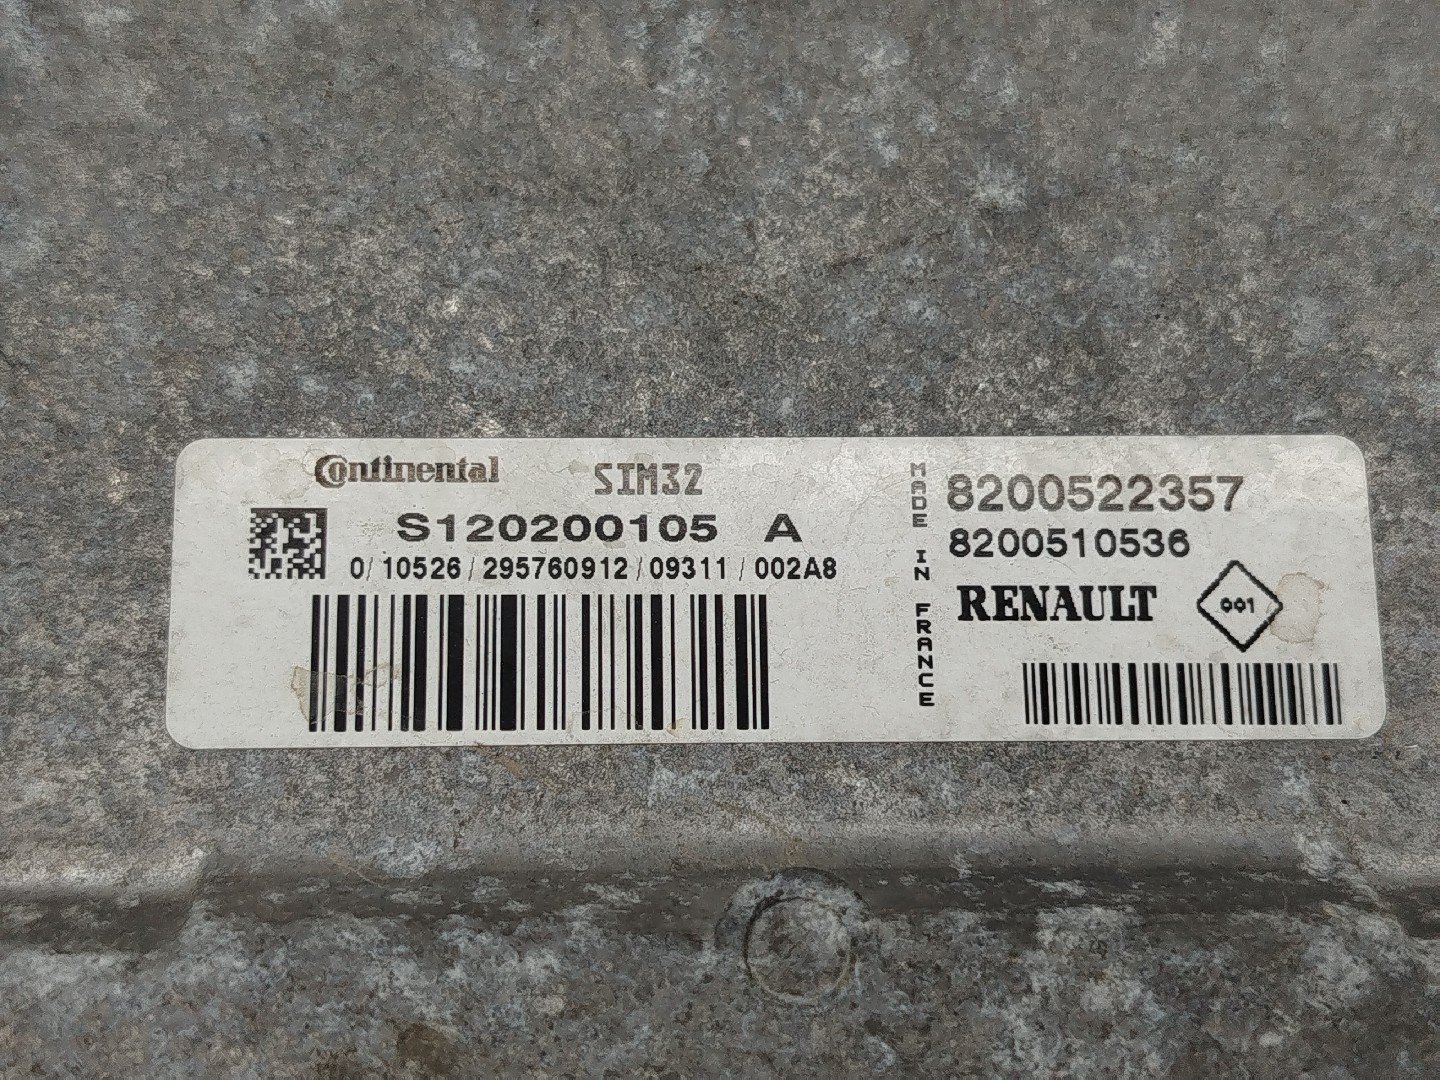 Continental SIM32
S120200105 A
0/10526/295760912/09311/002A8
MADE IN FRANCE
8200522357
8200510536
RENAULT 001